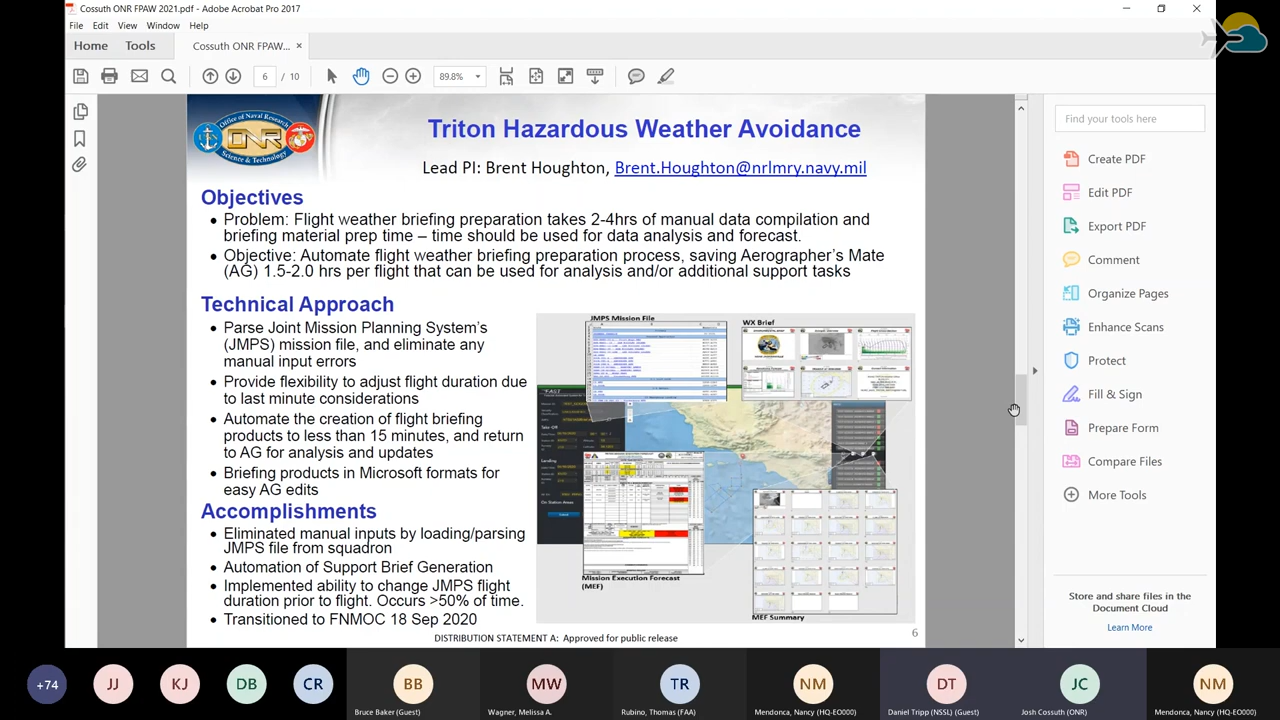 Cossuth ONR FPAW 2021.pdf - Adobe Acrobat Pro 2017
File Edit View Window Help
Home Tools Cossuth ONR FPAW... ×
6 / 10 89.8%
Find your tools here
Create PDF
Edit PDF
Export PDF
Comment
Organize Pages
Enhance Scans
Protect
Fill & Sign
Prepare Form
Compare Files
More Tools
Store and share files in the
Document Cloud
Learn More
Office of Naval Research
ONR
Science & Technology
Triton Hazardous Weather Avoidance
Lead PI: Brent Houghton, Brent.Houghton@nrlmry.navy.mil
Objectives
• Problem: Flight weather briefing preparation takes 2-4hrs of manual data compilation and
briefing material prep time – time should be used for data analysis and forecast.
• Objective: Automate flight weather briefing preparation process, saving Aerographer's Mate
(AG) 1.5-2.0 hrs per flight that can be used for analysis and/or additional support tasks
Technical Approach
• Parse Joint Mission Planning System's
(JMPS) mission file, and eliminate any
manual input errors
• Provide flexibility to adjust flight duration due
to last minute considerations
• Automate the creation of flight briefing
products to less than 15 minutes, and return
to AG for analysis and updates
• Briefing products in Microsoft formats for
easy AG edits
Accomplishments
• Eliminated manual inputs by loading/parsing
JMPS file from squadron
• Automation of Support Brief Generation
• Implemented ability to change JMPS flight
duration prior to flight. Occurs >50% of time.
• Transitioned to FNMOC 18 Sep 2020
JMPS Mission File
WX Brief
Mission Execution Forecast
(MEF)
MEF Summary
DISTRIBUTION STATEMENT A: Approved for public release
6
+74 JJ KJ DB CR BB MW TR NM DT JC NM
Bruce Baker (Guest) Wagner, Melissa A. Rubino, Thomas (FAA) Mendonca, Nancy (HQ-EO000) Daniel Tripp (NSSL) (Guest) Josh Cossuth (ONR) Mendonca, Nancy (HQ-EO000)